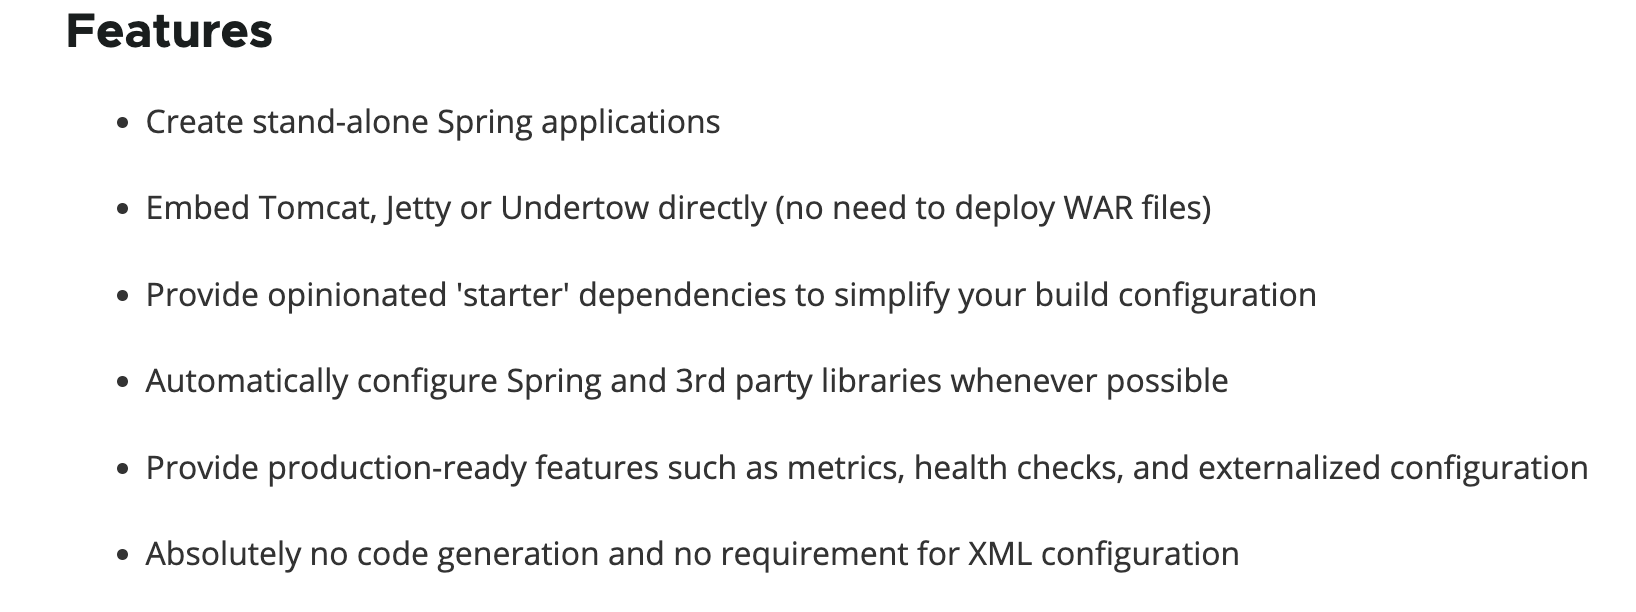 Features
• Create stand-alone Spring applications
• Embed Tomcat, Jetty or Undertow directly (no need to deploy WAR files)
• Provide opinionated 'starter' dependencies to simplify your build configuration
• Automatically configure Spring and 3rd party libraries whenever possible
• Provide production-ready features such as metrics, health checks, and externalized configuration
• Absolutely no code generation and no requirement for XML configuration